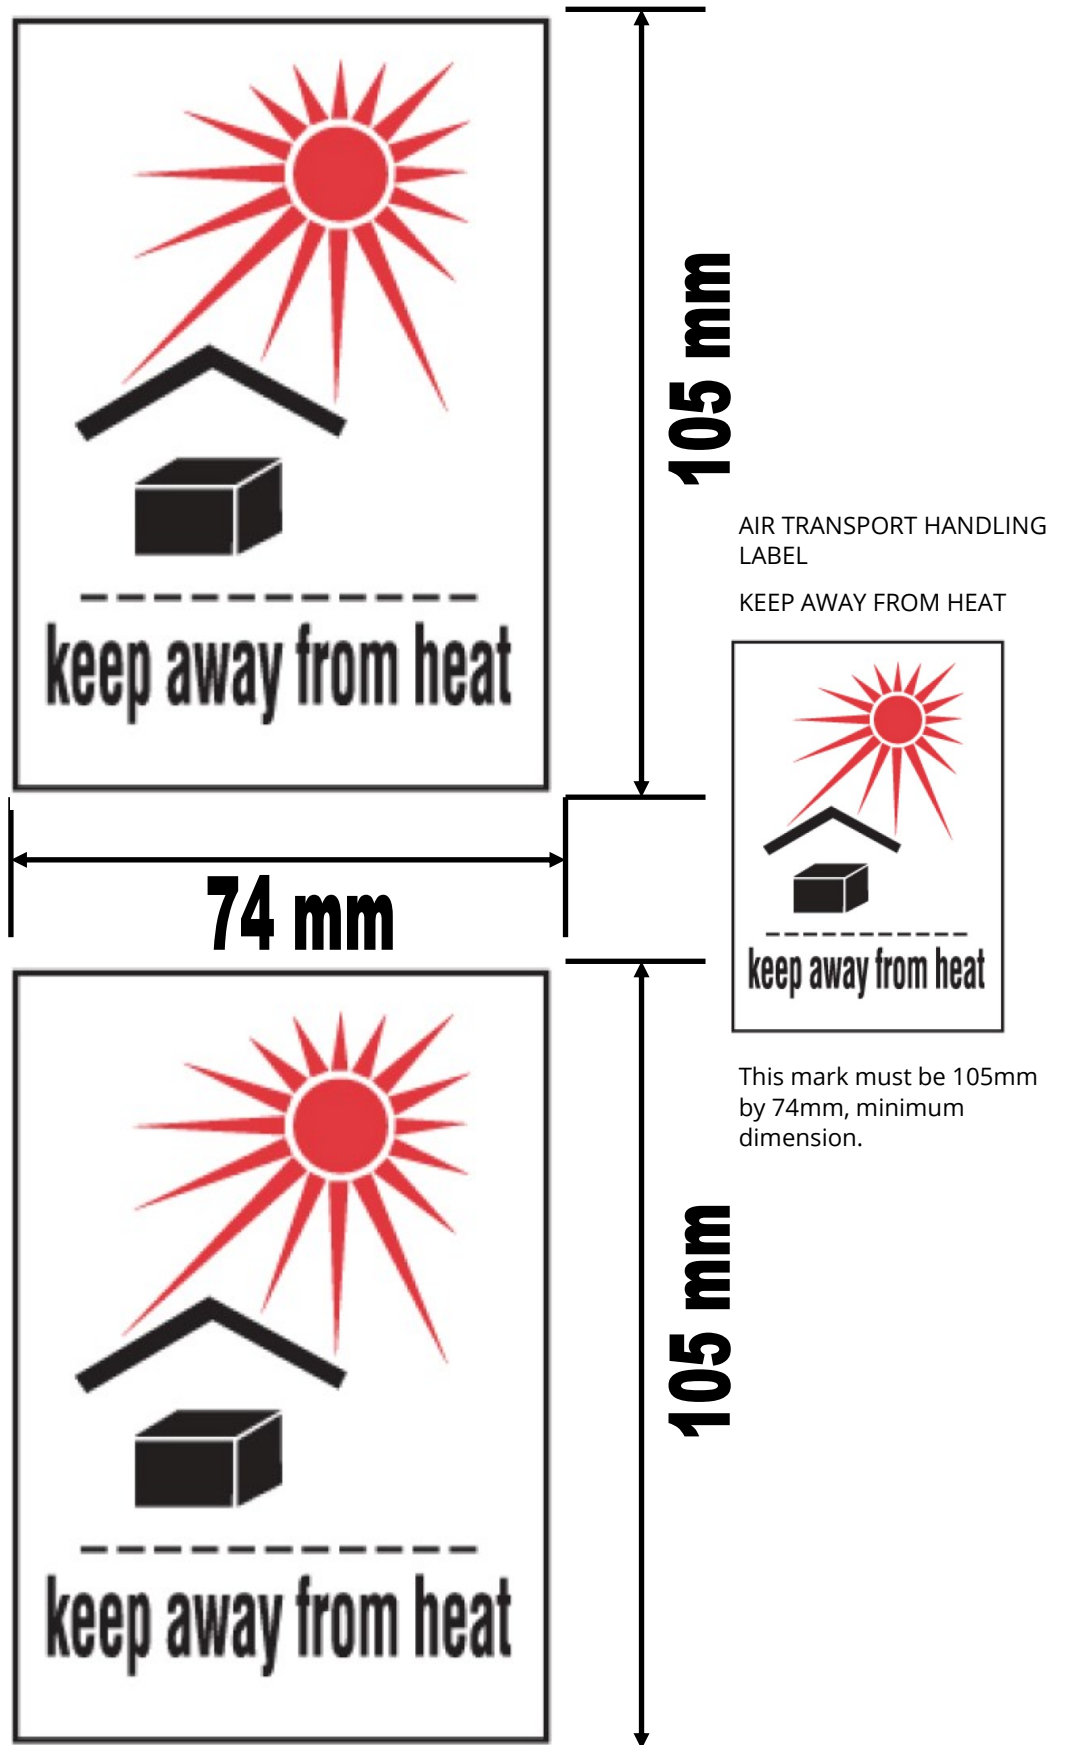 105 mm
keep away from heat
74 mm
AIR TRANSPORT HANDLING
LABEL
KEEP AWAY FROM HEAT
keep away from heat
This mark must be 105mm
by 74mm, minimum
dimension.
105 mm
keep away from heat